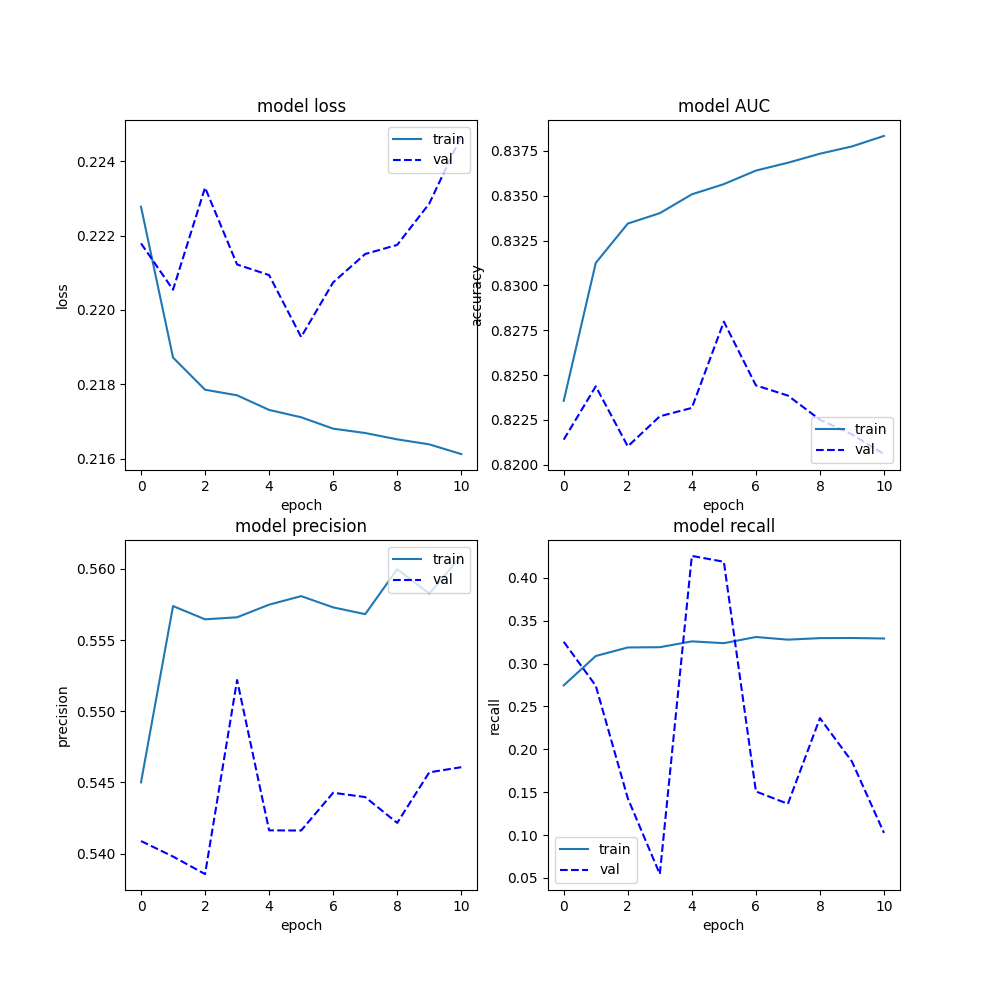 model loss
train
val
0.224
0.222
0.220
0.218
0.216
loss
0 2 4 6 8 10
epoch
model AUC
0.8375
0.8350
0.8325
0.8300
0.8275
0.8250
0.8225
0.8200
accuracy
train
val
0 2 4 6 8 10
epoch
model precision
train
val
0.560
0.555
0.550
0.545
0.540
precision
0 2 4 6 8 10
epoch
model recall
0.40
0.35
0.30
0.25
0.20
0.15
0.10
0.05
recall
train
val
0 2 4 6 8 10
epoch